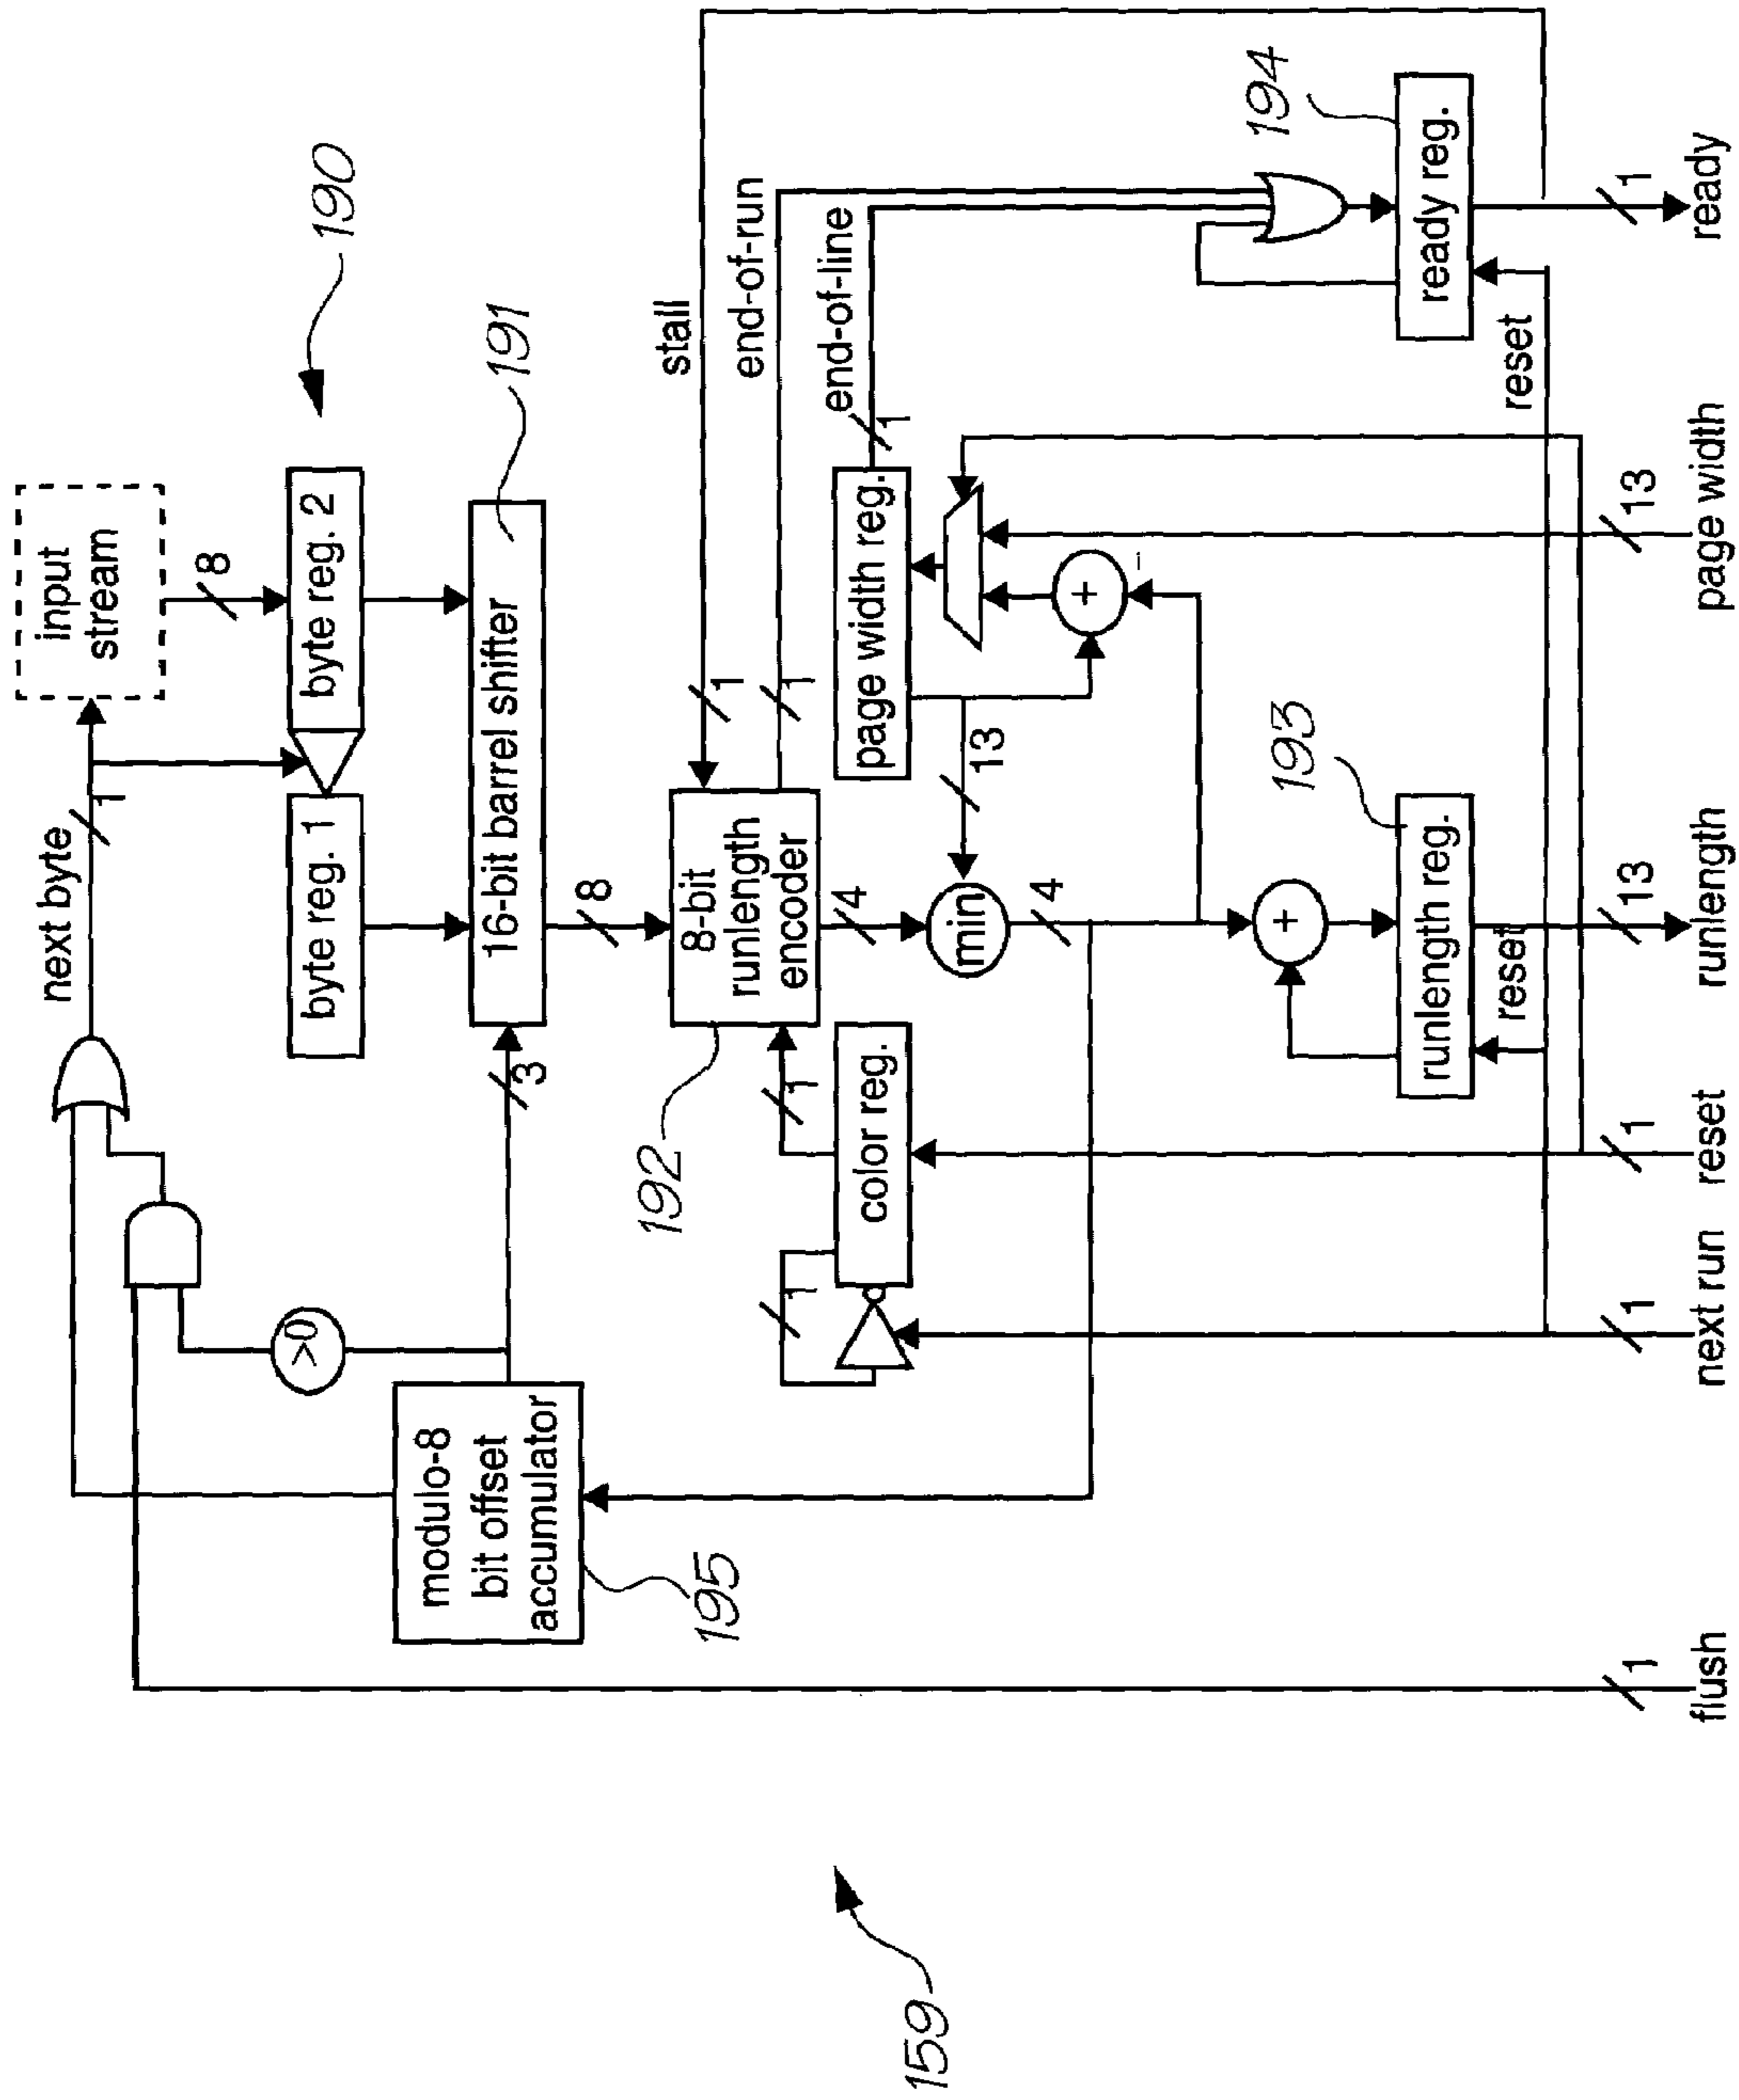 next byte
1
input
stream
8
190
byte reg. 1
byte reg. 2
16-bit barrel shifter
191
>0
3
8
modulo-8
bit offset
accumulator
195
192
8-bit
runlength
encoder
stall
1
end-of-run
1
end-of-line
1
1
color reg.
1
4
min
4
page width reg.
13
+
-
+
193
runlength reg.
reset
194
ready reg.
reset
1
flush
1
next run
1
reset
13
runlength
13
page width
1
ready
159